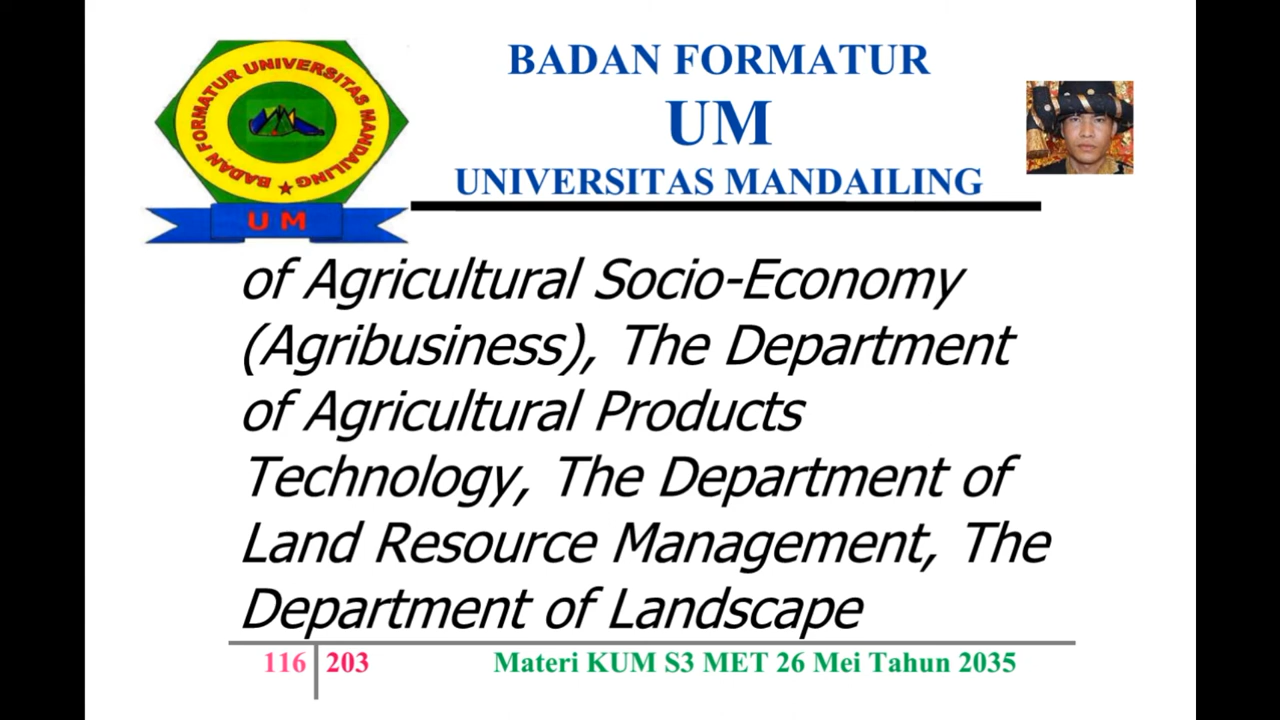 BADAN FORMATUR UNIVERSITAS MANDAILING
U M
BADAN FORMATUR
UM
UNIVERSITAS MANDAILING
of Agricultural Socio-Economy
(Agribusiness), The Department
of Agricultural Products
Technology, The Department of
Land Resource Management, The
Department of Landscape
116 203 Materi KUM S3 MET 26 Mei Tahun 2035